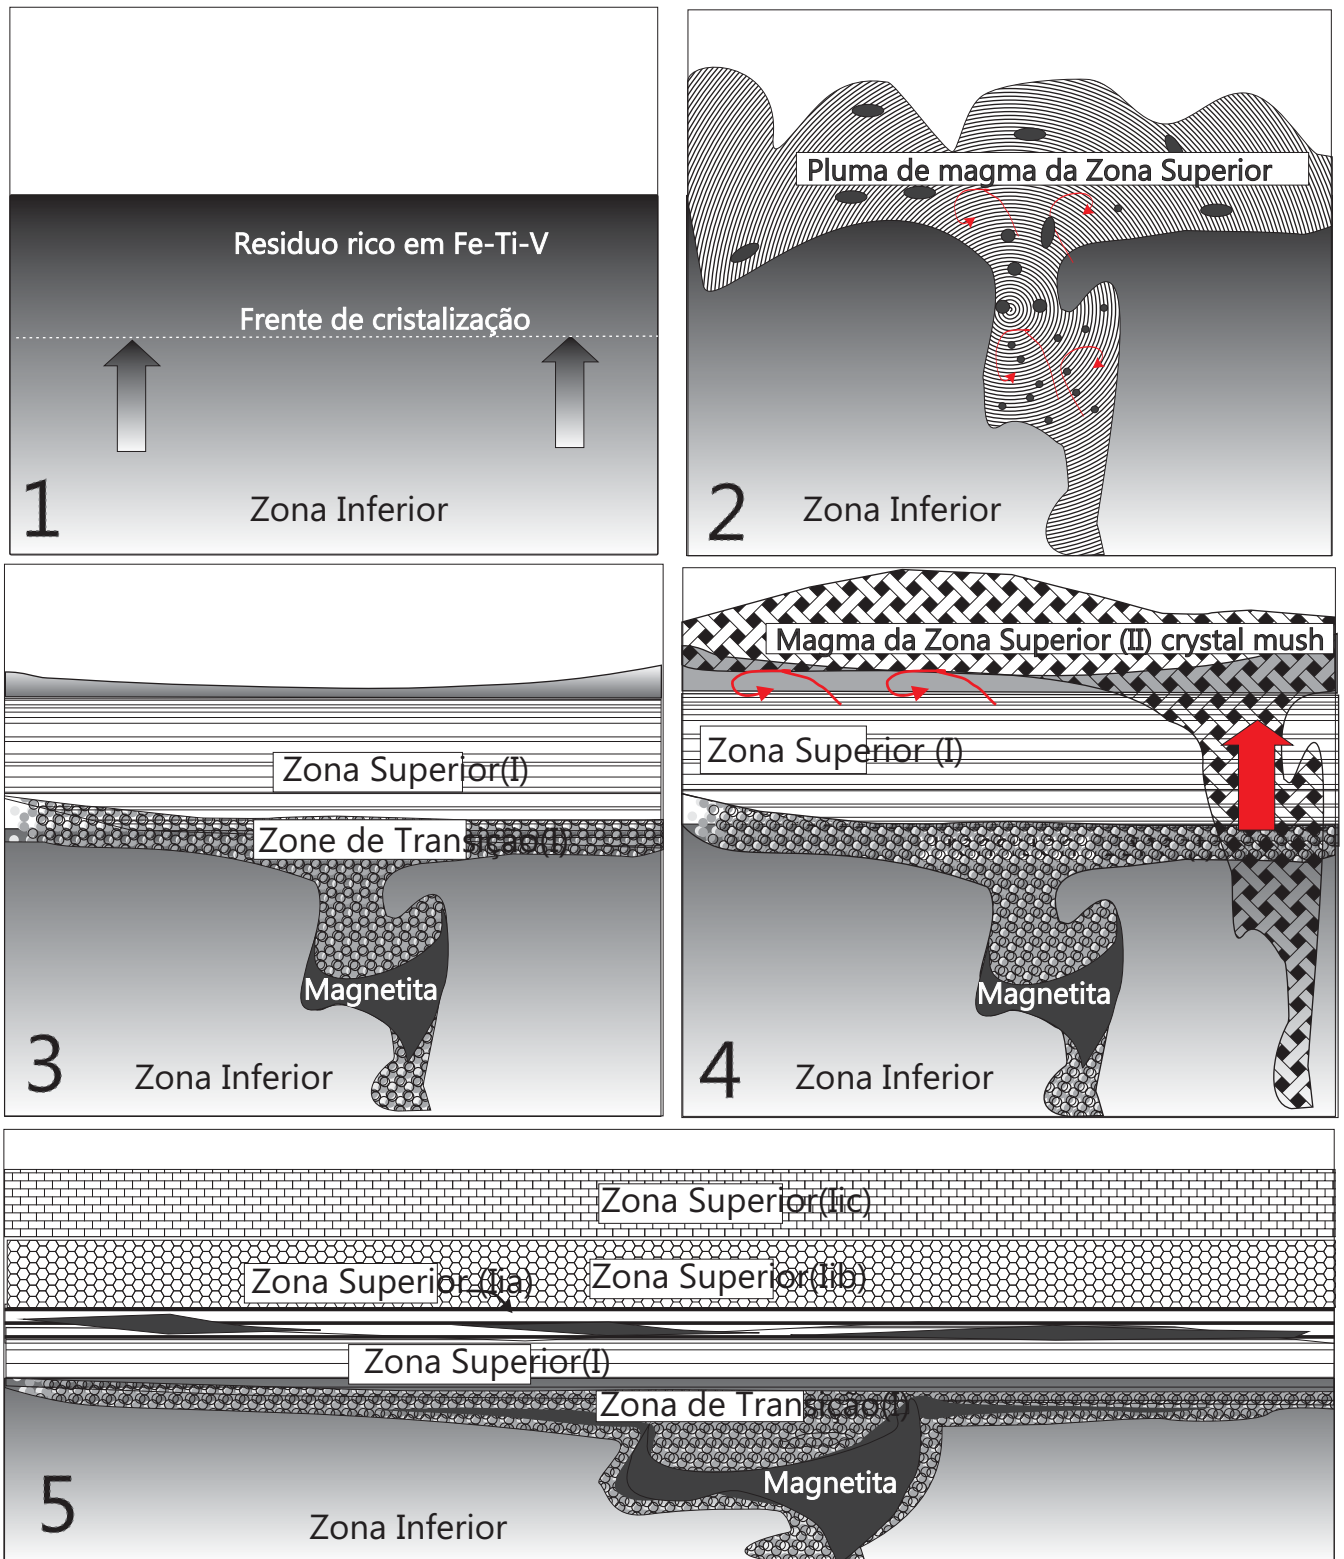 Residuo rico em Fe-Ti-V
Frente de cristalização
1
Zona Inferior
Pluma de magma da Zona Superior
2
Zona Inferior
Zona Superior(I)
Zone de Transição(I)
Magnetita
3
Zona Inferior
Magma da Zona Superior (II) crystal mush
Zona Superior (I)
Magnetita
4
Zona Inferior
Zona Superior(Iic)
Zona Superior (Iia)
Zona Superior(Iib)
Zona Superior(I)
Zona de Transição(I)
Magnetita
5
Zona Inferior